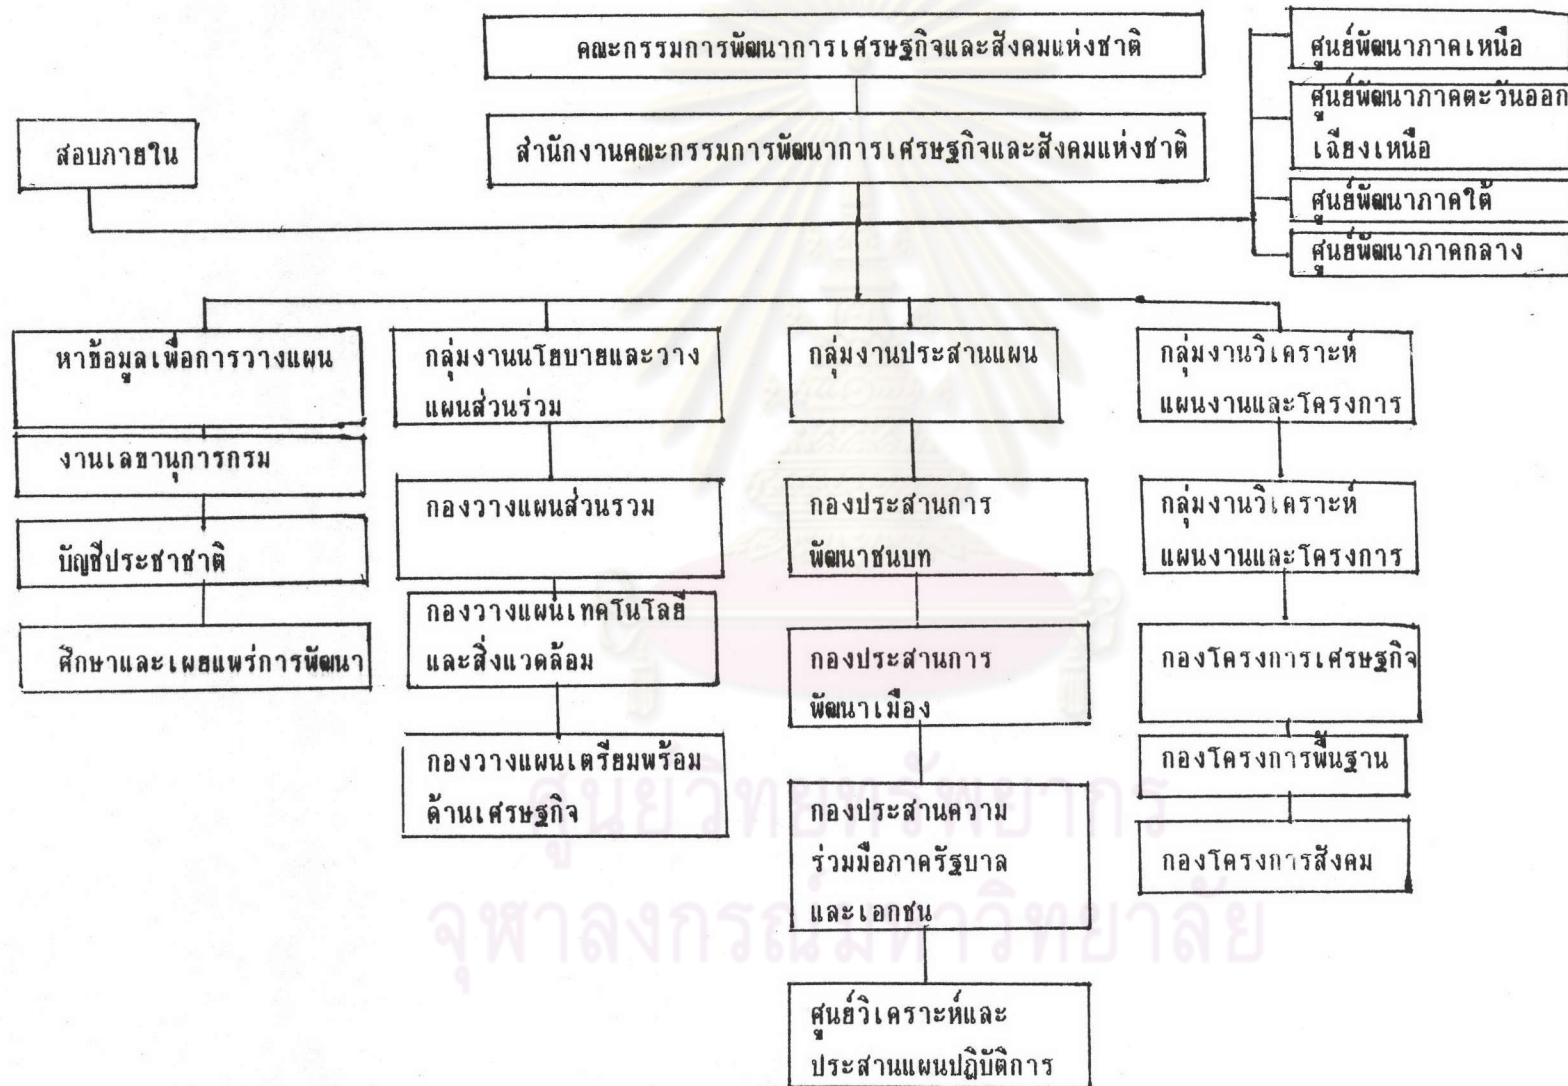 คณะกรรมการพัฒนาการเศรษฐกิจและสังคมแห่งชาติ
สำนักงานคณะกรรมการพัฒนาการเศรษฐกิจและสังคมแห่งชาติ
สอบภายใน
ศูนย์พัฒนาภาคเหนือ
ศูนย์พัฒนาภาคตะวันออก
เฉียงเหนือ
ศูนย์พัฒนาภาคใต้
ศูนย์พัฒนาภาคกลาง
หาข้อมูลเพื่อการวางแผน
งานเลขานุการกรม
บัญชีประชาชาติ
ศึกษาและเผยแพร่การพัฒนา
กลุ่มงานนโยบายและวาง
แผนส่วนร่วม
กองวางแผนส่วนรวม
กองวางแผนเทคโนโลยี
และสิ่งแวดล้อม
กองวางแผนเตรียมพร้อม
ด้านเศรษฐกิจ
กลุ่มงานประสานแผน
กองประสานการ
พัฒนาชนบท
กองประสานการ
พัฒนาเมือง
กองประสานความ
ร่วมมือภาครัฐบาล
และเอกชน
ศูนย์วิเคราะห์และ
ประสานแผนปฏิบัติการ
กลุ่มงานวิเคราะห์
แผนงานและโครงการ
กลุ่มงานวิเคราะห์
แผนงานและโครงการ
กองโครงการเศรษฐกิจ
กองโครงการพื้นฐาน
กองโครงการสังคม
ศูนย์วิทยทรัพยากร
จุฬาลงกรณ์มหาวิทยาลัย